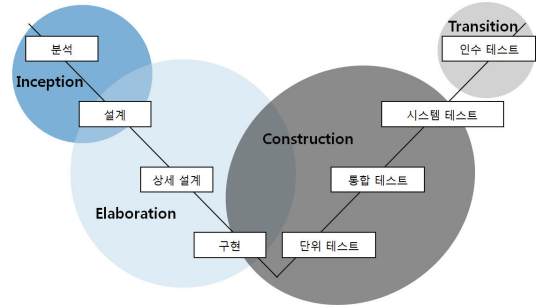 Transition
분석
인수 테스트
Inception
설계
시스템 테스트
Construction
상세 설계
통합 테스트
Elaboration
구현
단위 테스트